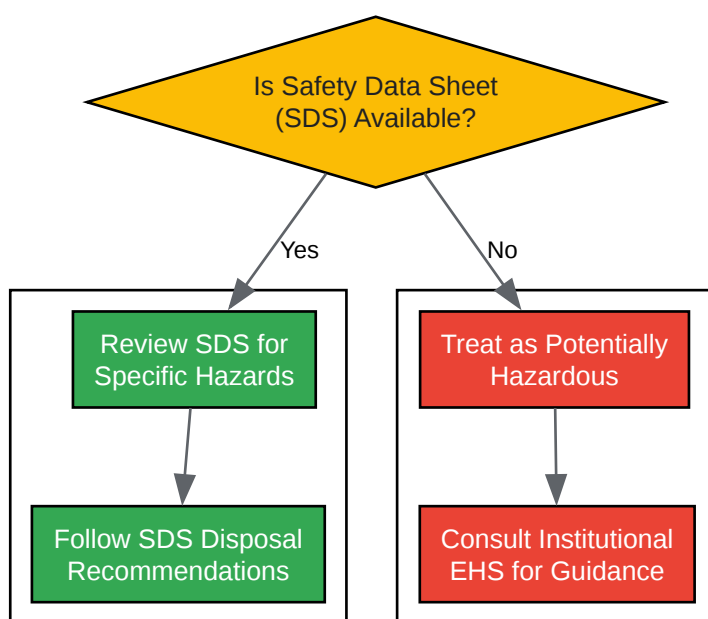 Is Safety Data Sheet
(SDS) Available?
Yes
No
Review SDS for
Specific Hazards
Treat as Potentially
Hazardous
Follow SDS Disposal
Recommendations
Consult Institutional
EHS for Guidance